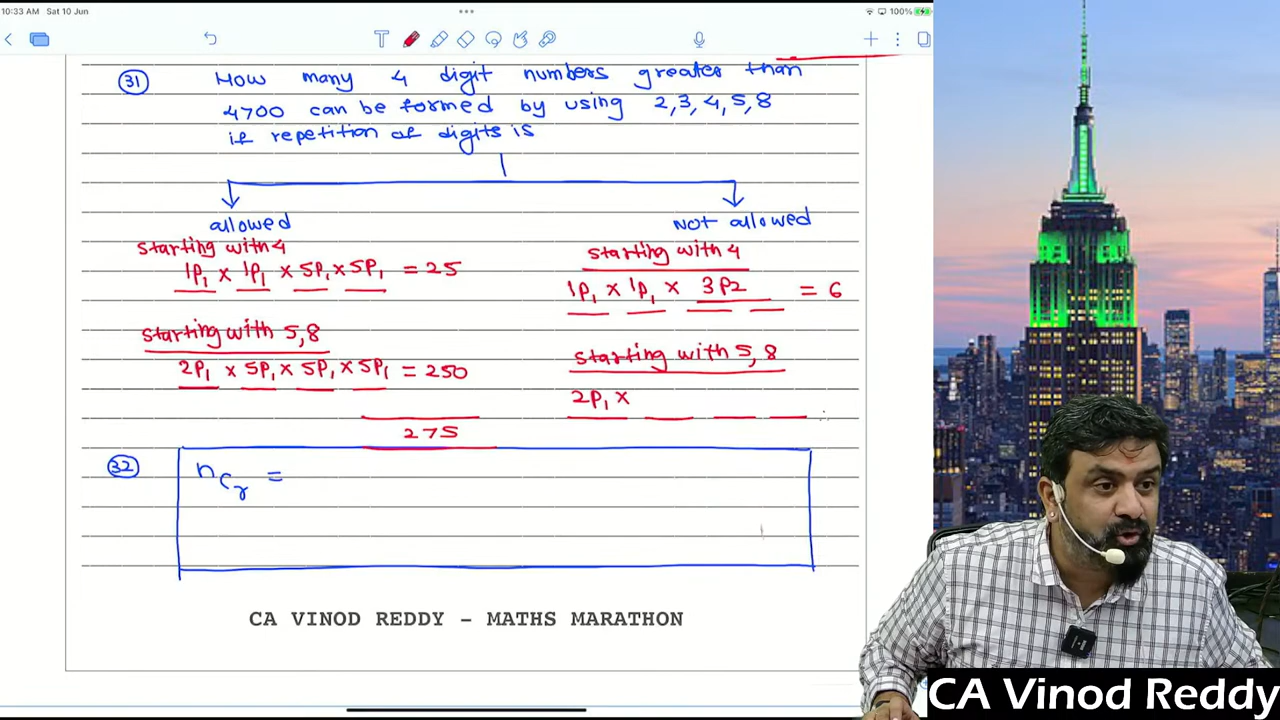 10:33 AM Sat 10 Jun
100%
31 How many 4 digit numbers greater than
4700 can be formed by using 2,3,4,5,8
if repetition of digits is
allowed
Not allowed
starting with 4
1P1 × 1P1 × 5P1 × 5P1 = 25
starting with 5,8
2P1 × 5P1 × 5P1 × 5P1 = 250
275
starting with 4
1P1 × 1P1 × 3P2 = 6
starting with 5,8
2P1 ×
32 nCr =
CA VINOD REDDY - MATHS MARATHON
CA Vinod Reddy